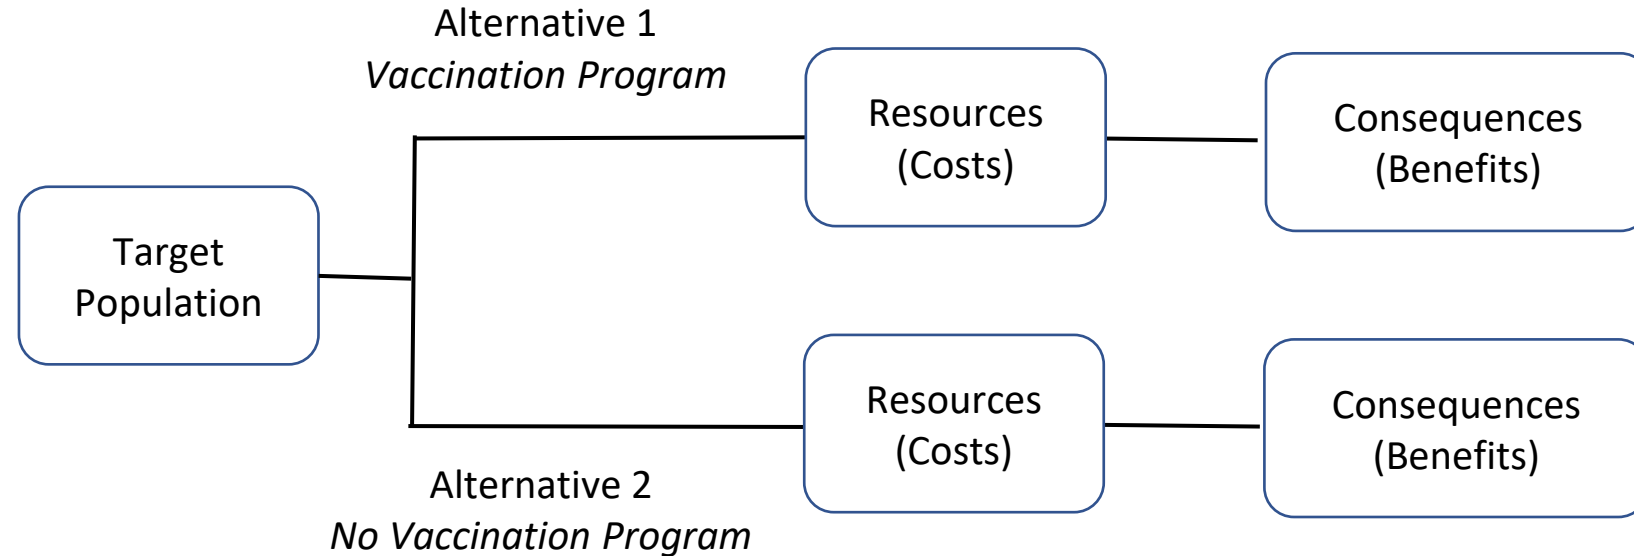 Alternative 1
Vaccination Program
Resources
(Costs)
Consequences
(Benefits)
Target
Population
Resources
(Costs)
Consequences
(Benefits)
Alternative 2
No Vaccination Program